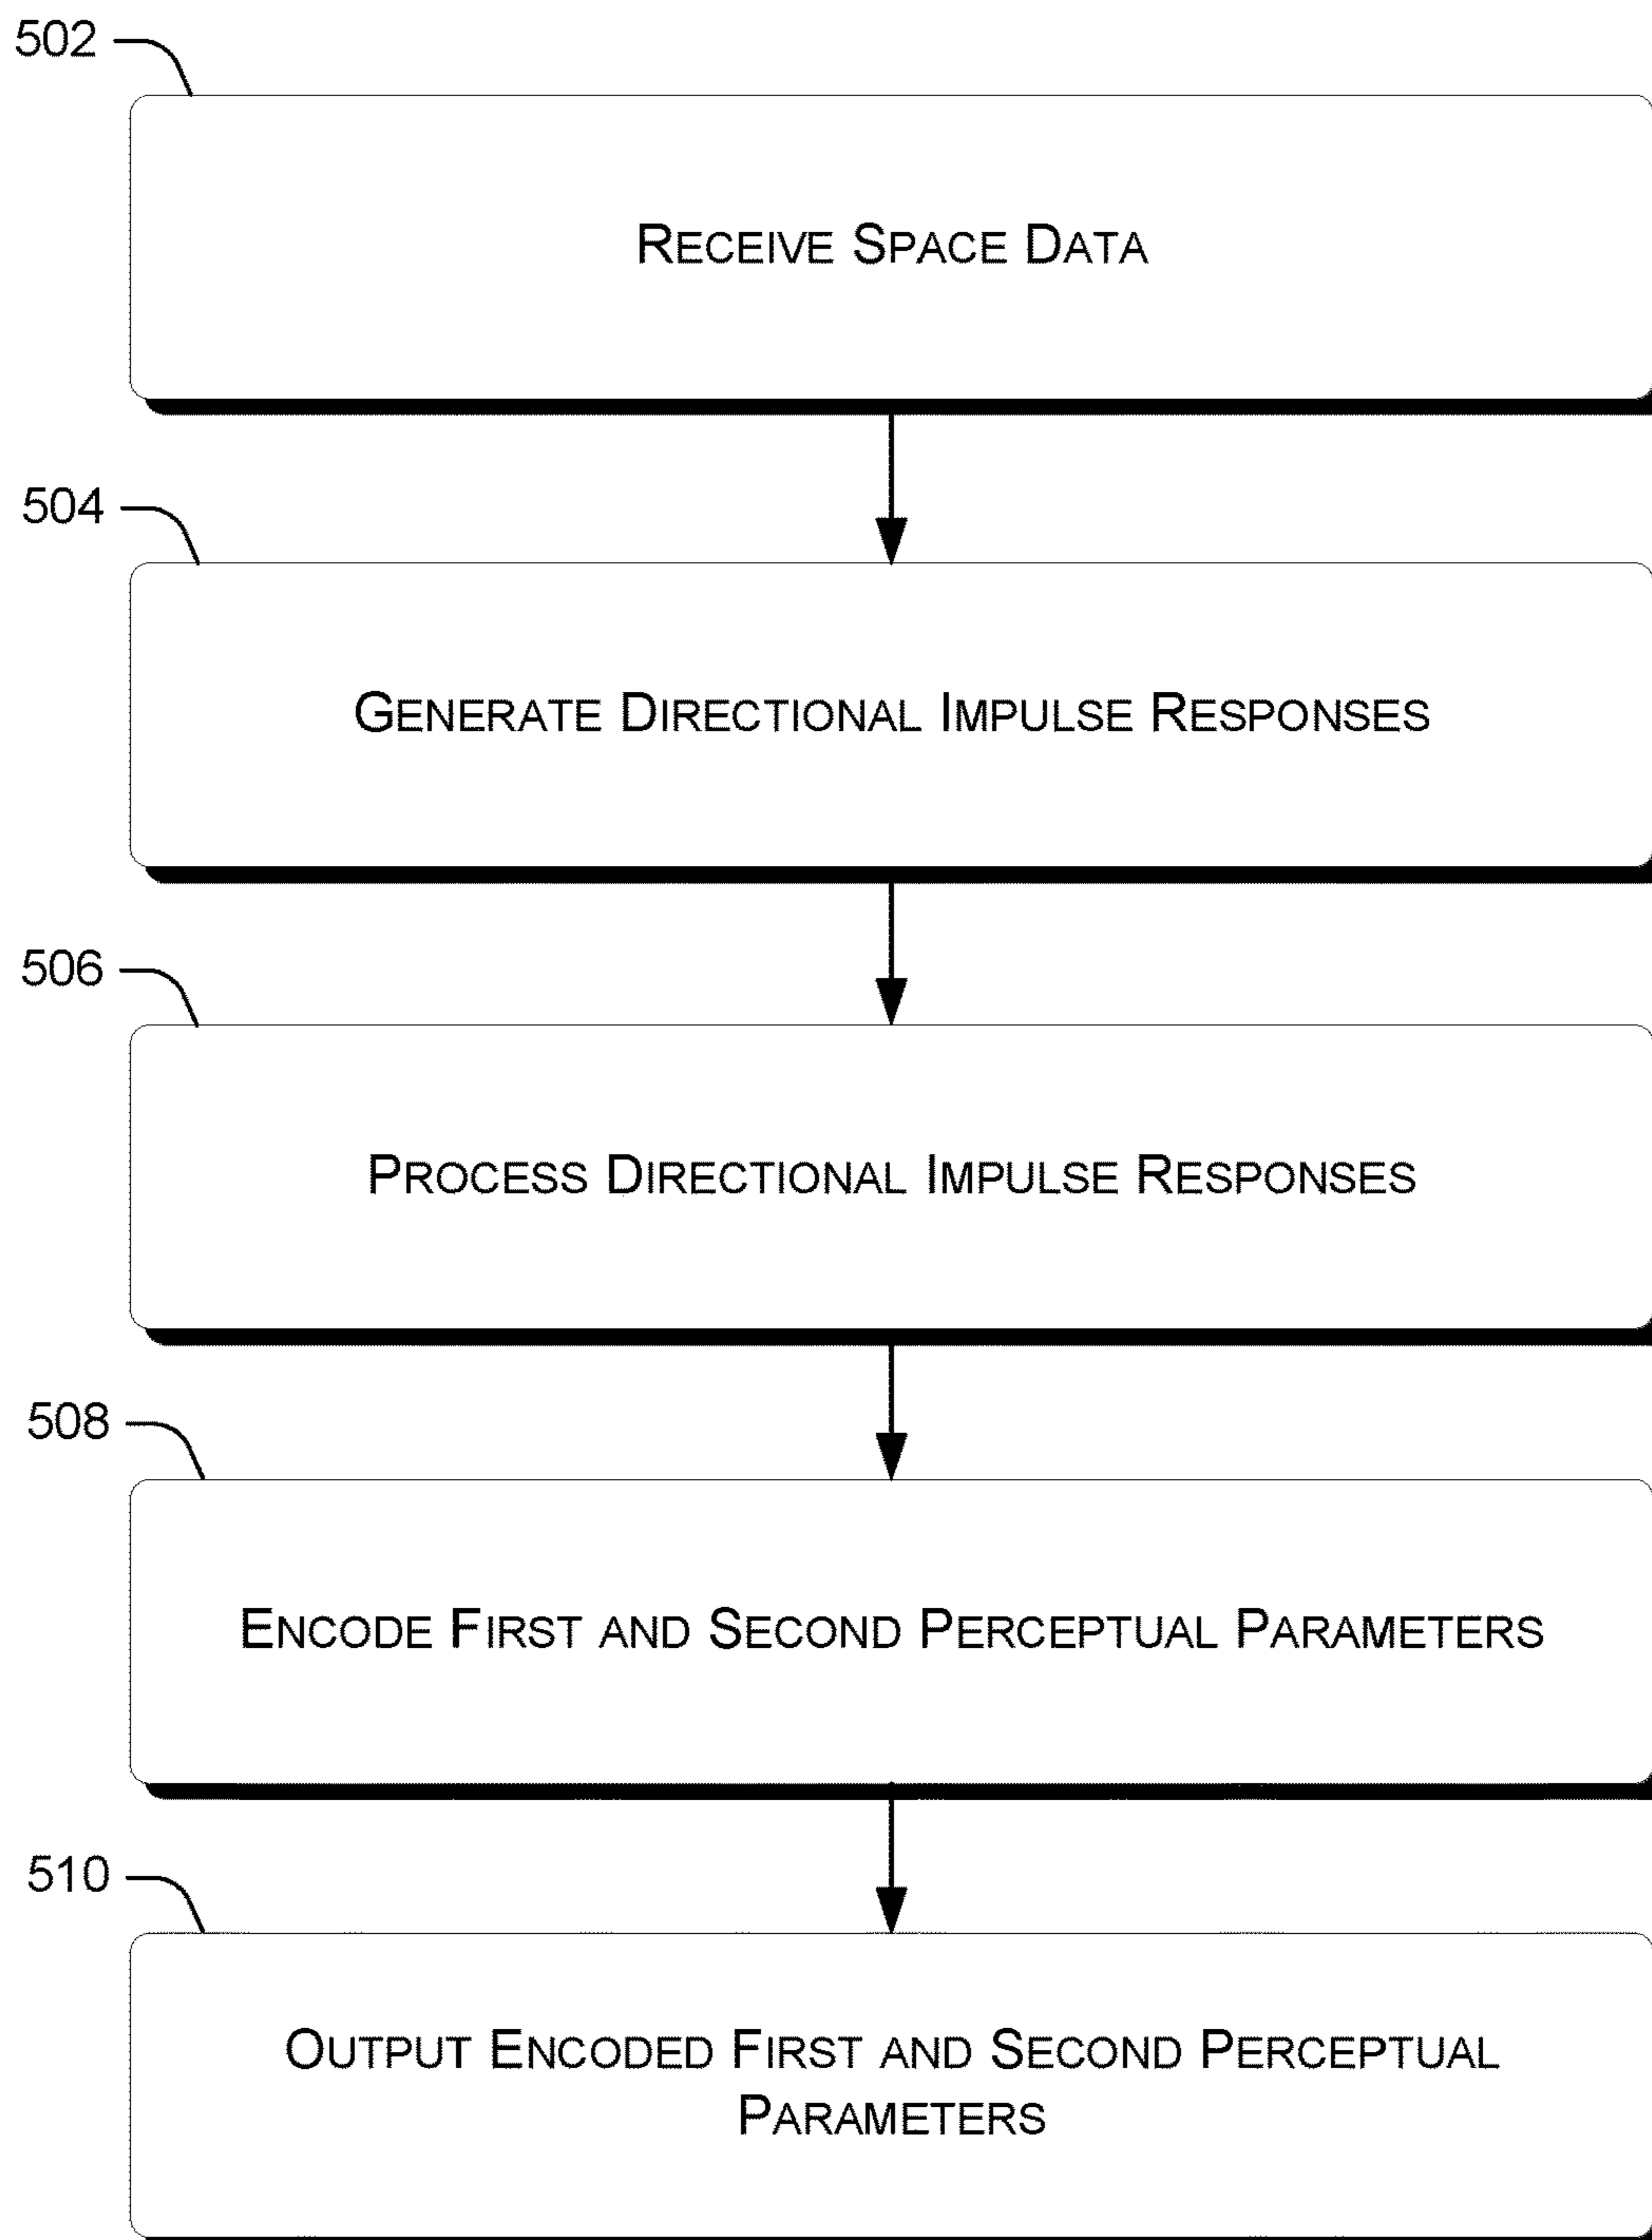 502
RECEIVE SPACE DATA
504
GENERATE DIRECTIONAL IMPULSE RESPONSES
506
PROCESS DIRECTIONAL IMPULSE RESPONSES
508
ENCODE FIRST AND SECOND PERCEPTUAL PARAMETERS
510
OUTPUT ENCODED FIRST AND SECOND PERCEPTUAL
PARAMETERS